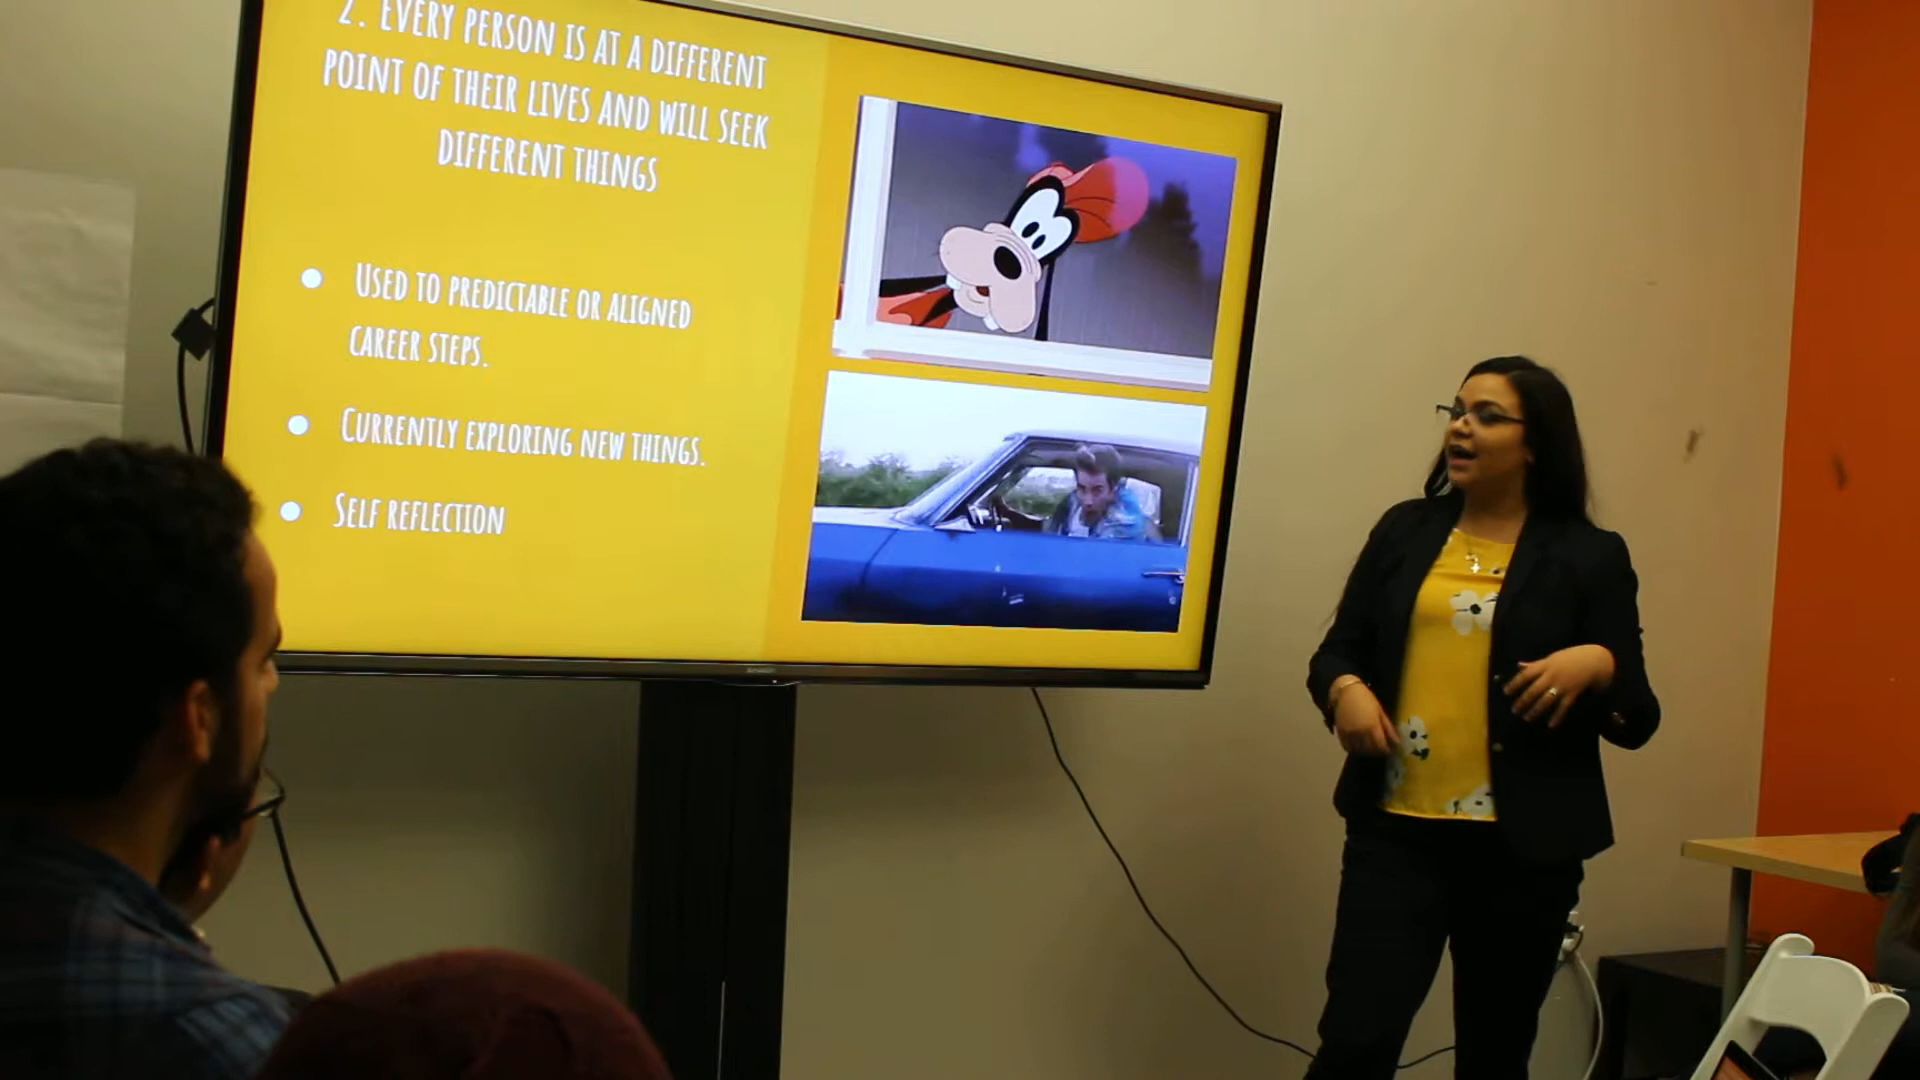 2. EVERY PERSON IS AT A DIFFERENT
POINT OF THEIR LIVES AND WILL SEEK
DIFFERENT THINGS
● USED TO PREDICTABLE OR ALIGNED
CAREER STEPS.
● CURRENTLY EXPLORING NEW THINGS.
● SELF REFLECTION